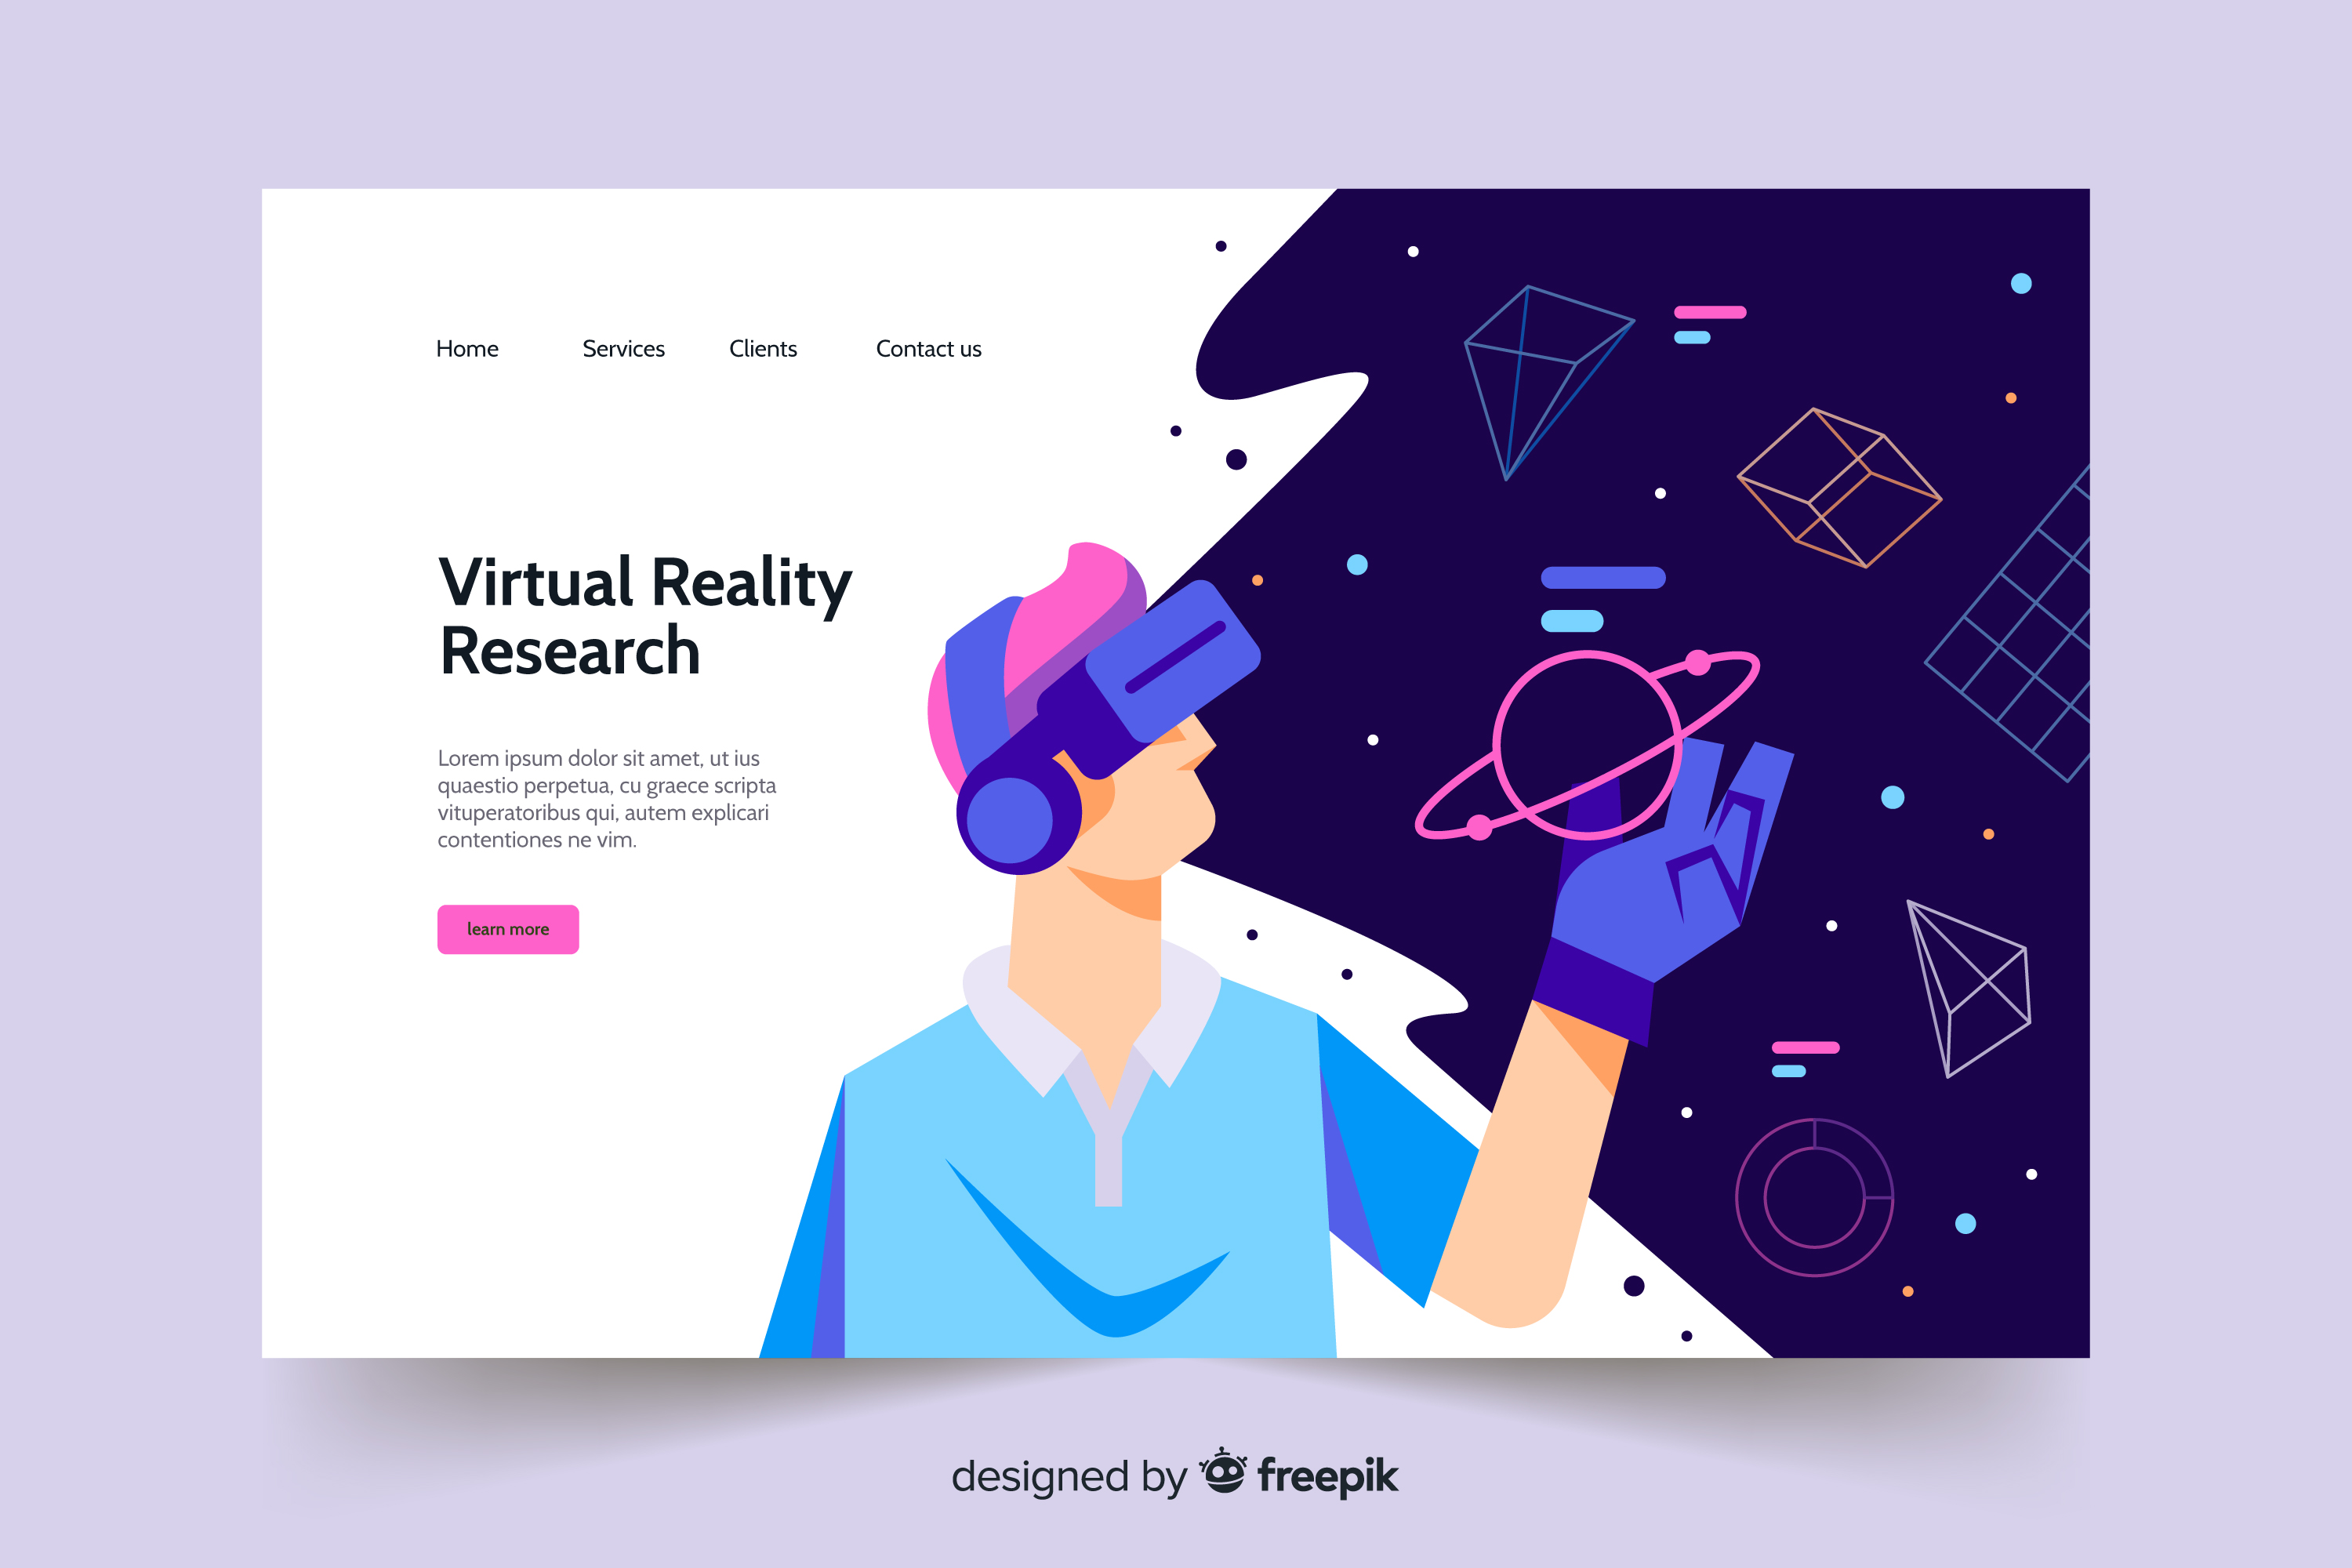 Home Services Clients Contact us
Virtual Reality
Research
Lorem ipsum dolor sit amet, ut ius
quaestio perpetua, cu graece scripta
vituperatoribus qui, autem explicari
contentiones ne vim.
learn more
designed by freepik